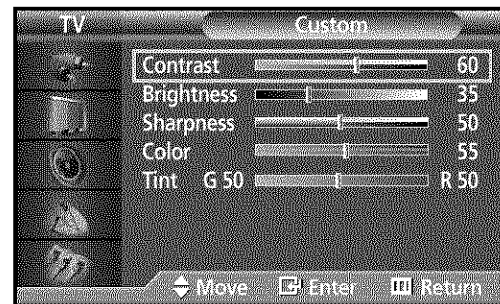 TV Custom
Contrast 60
Brightness 35
Sharpness 50
Color 55
Tint G 50 R 50
Move Enter Return